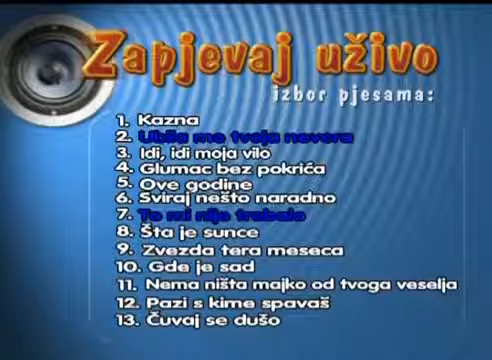 Zapjevaj uživo
izbor pjesama:
1. Kazna
2. Ubila me tvoja nevera
3. Idi, idi moja vilo
4. Glumac bez pokrića
5. Ove godine
6. Sviraj nešto naradno
7. To mi nije trebalo
8. Šta je sunce
9. Zvezda tera meseca
10. Gde je sad
11. Nema ništa majko od tvoga veselja
12. Pazi s kime spavaš
13. Čuvaj se dušo